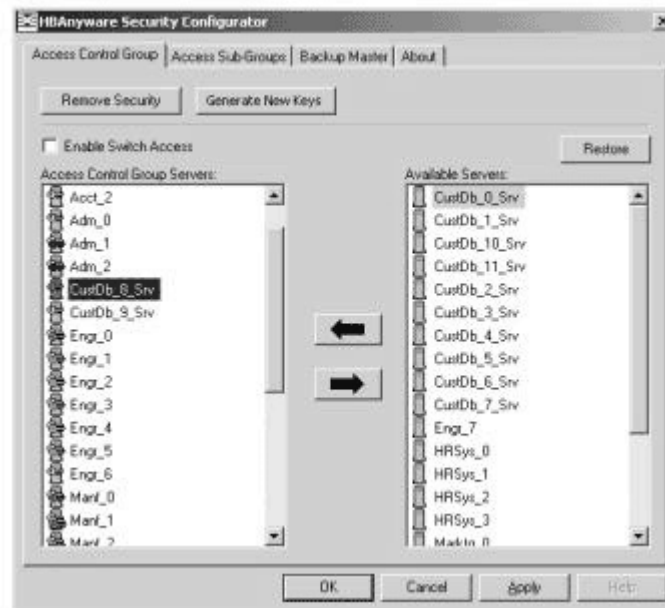 HBAnyware Security Configurator
Access Control Group Access Sub-Groups Backup Master About
Remove Security Generate New Keys
Enable Switch Access
Restore
Access Control Group Servers:
Acct_2
Adm_0
Adm_1
Adm_2
CustDb_8_Srv
CustDb_9_Srv
Engr_0
Engr_1
Engr_2
Engr_3
Engr_4
Engr_5
Engr_6
Manf_0
Manf_1
Manf_2
Available Servers:
CustDb_0_Srv
CustDb_1_Srv
CustDb_10_Srv
CustDb_11_Srv
CustDb_2_Srv
CustDb_3_Srv
CustDb_4_Srv
CustDb_5_Srv
CustDb_6_Srv
CustDb_7_Srv
Engr_7
HRSys_0
HRSys_1
HRSys_2
HRSys_3
Marktn_0
OK Cancel Apply Help